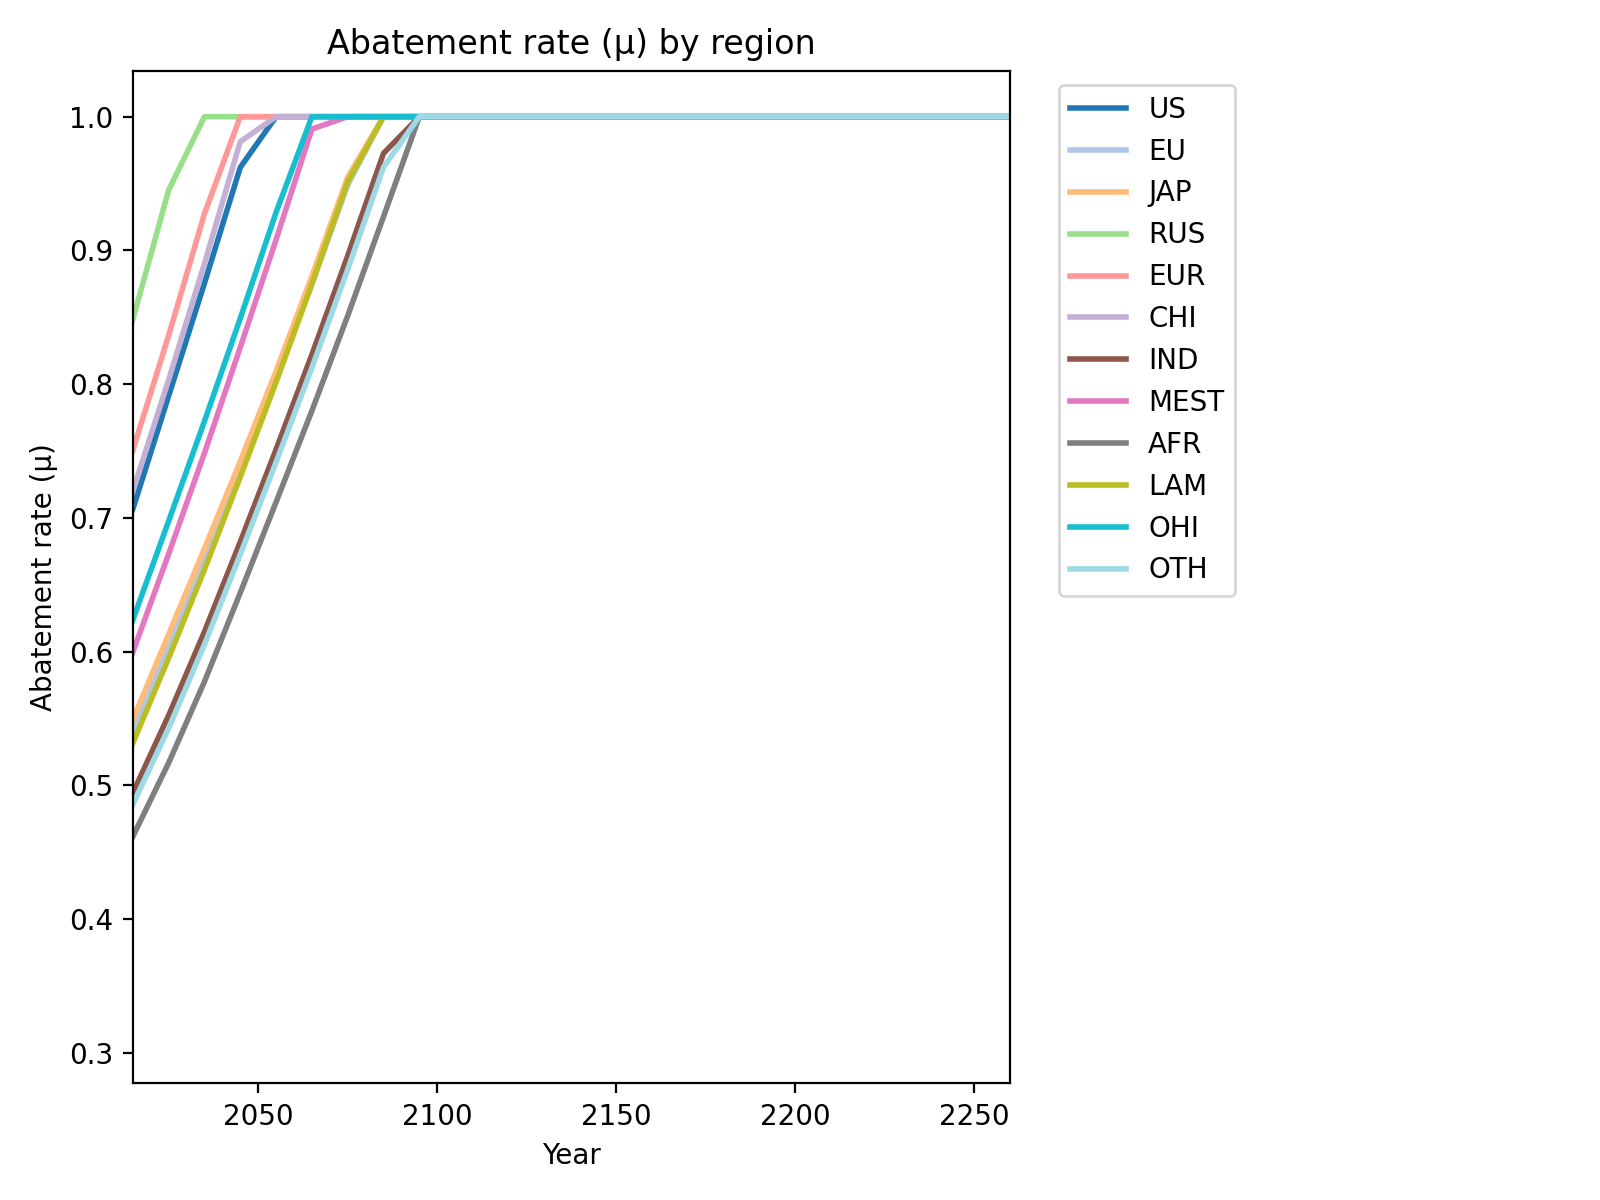 Abatement rate (μ) by region
Abatement rate (μ)
1.0
0.9
0.8
0.7
0.6
0.5
0.4
0.3
2050
2100
2150
2200
2250
Year
US
EU
JAP
RUS
EUR
CHI
IND
MEST
AFR
LAM
OHI
OTH